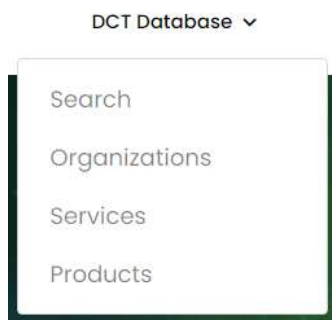 DCT Database
Search
Organizations
Services
Products